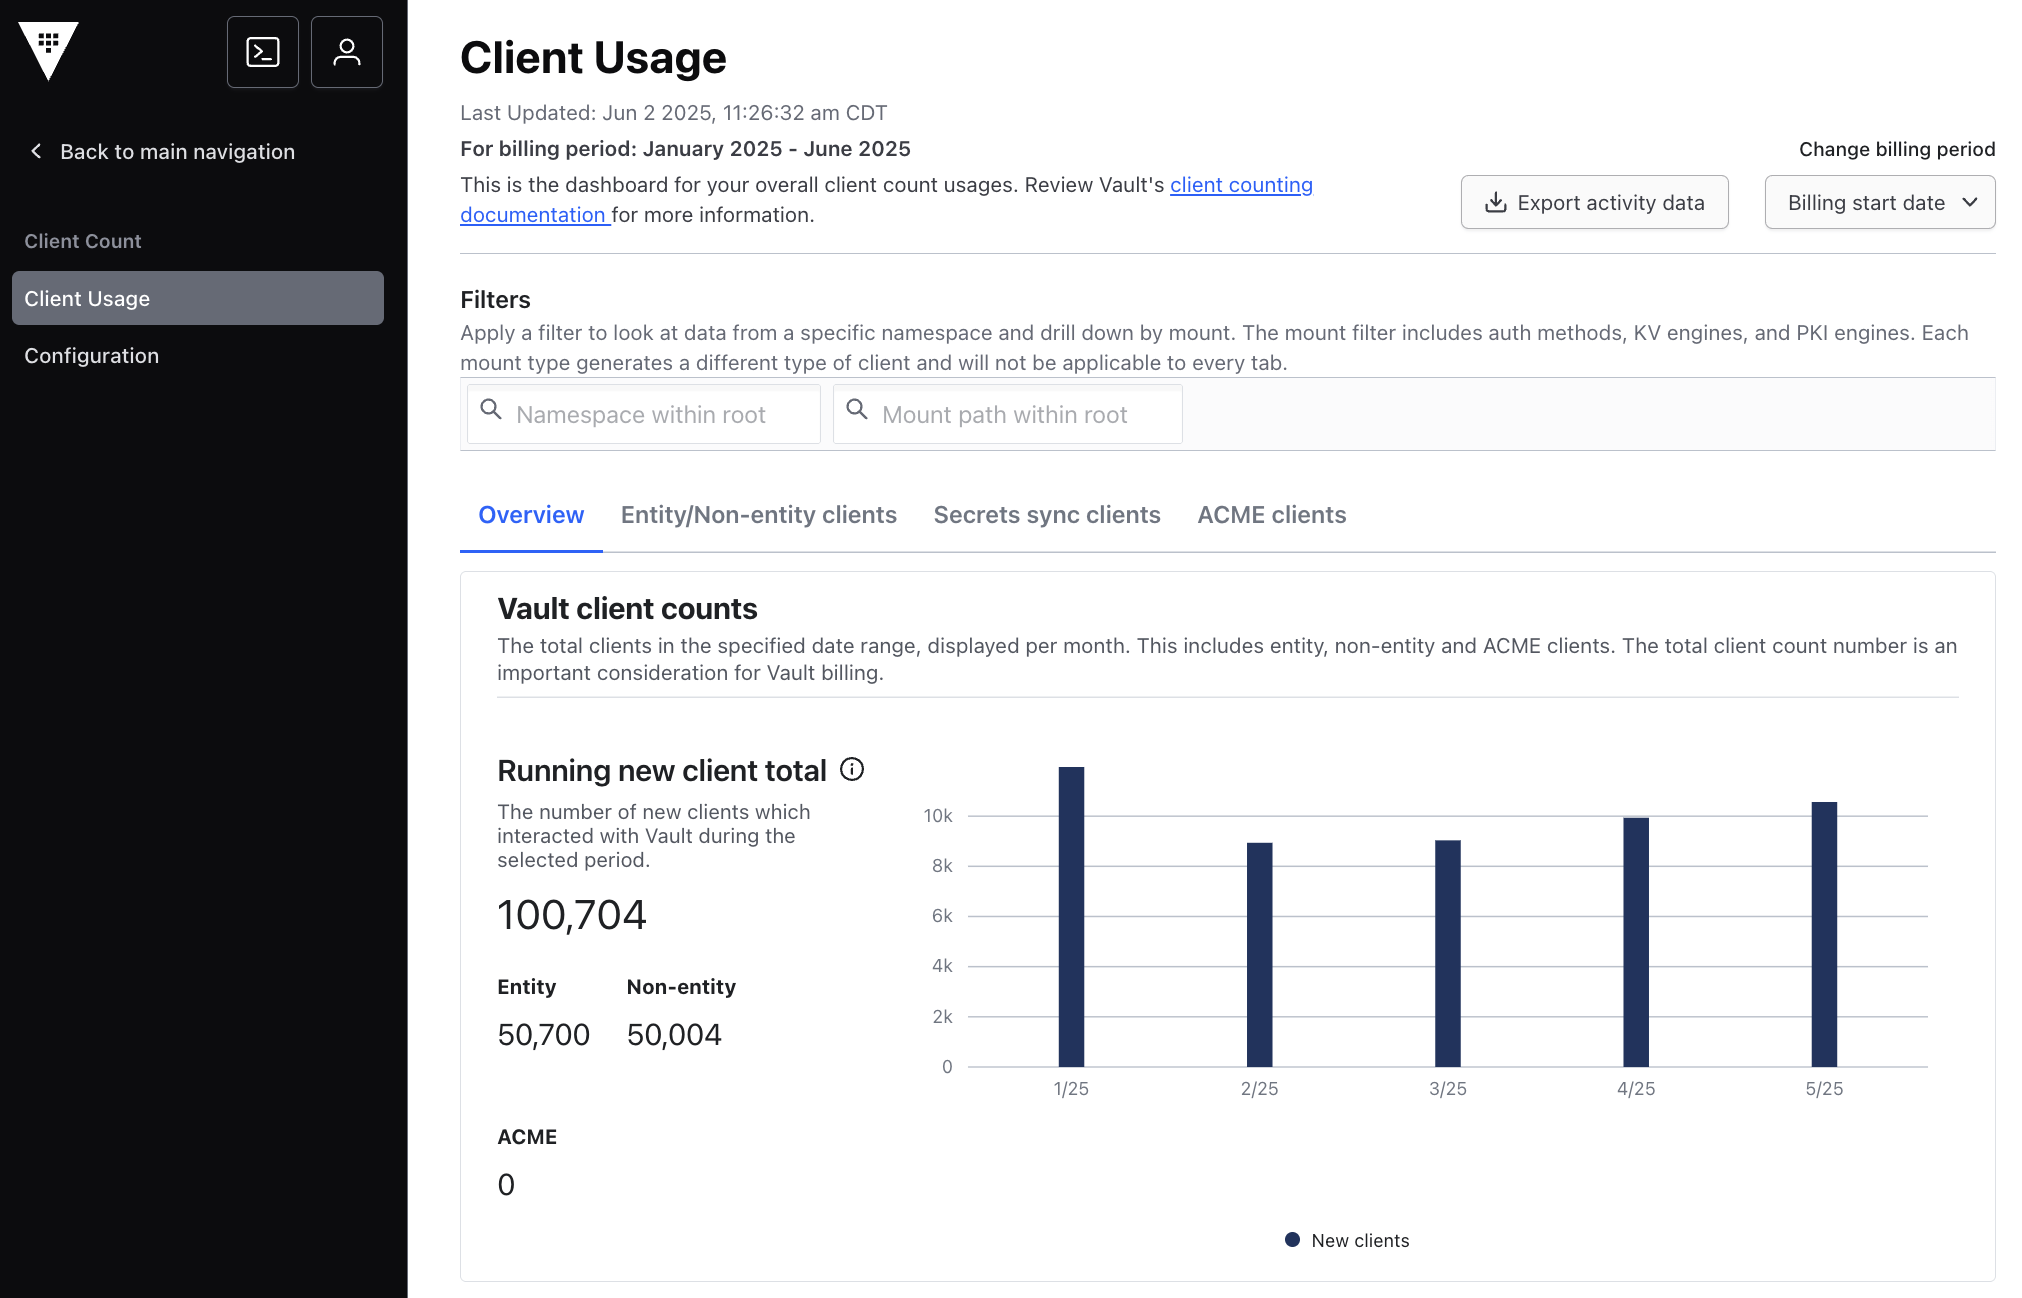 Back to main navigation
Client Count
Client Usage
Configuration
Client Usage
Last Updated: Jun 2 2025, 11:26:32 am CDT
For billing period: January 2025 - June 2025
This is the dashboard for your overall client count usages. Review Vault's client counting
documentation for more information.
Change billing period
Export activity data
Billing start date
Filters
Apply a filter to look at data from a specific namespace and drill down by mount. The mount filter includes auth methods, KV engines, and PKI engines. Each
mount type generates a different type of client and will not be applicable to every tab.
Namespace within root
Mount path within root
Overview
Entity/Non-entity clients
Secrets sync clients
ACME clients
Vault client counts
The total clients in the specified date range, displayed per month. This includes entity, non-entity and ACME clients. The total client count number is an
important consideration for Vault billing.
Running new client total
The number of new clients which
interacted with Vault during the
selected period.
100,704
Entity
Non-entity
50,700
50,004
ACME
0
10k
8k
6k
4k
2k
0
1/25
2/25
3/25
4/25
5/25
New clients